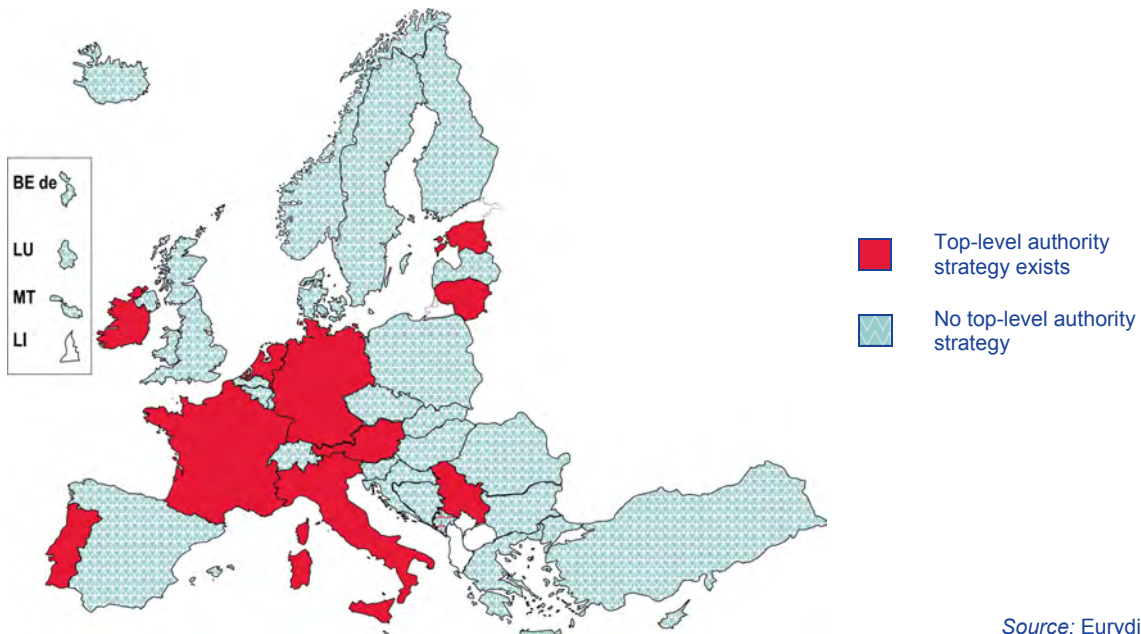 BE de
LU
MT
LI
Top-level authority
strategy exists
No top-level authority
strategy
Source: Eurydi